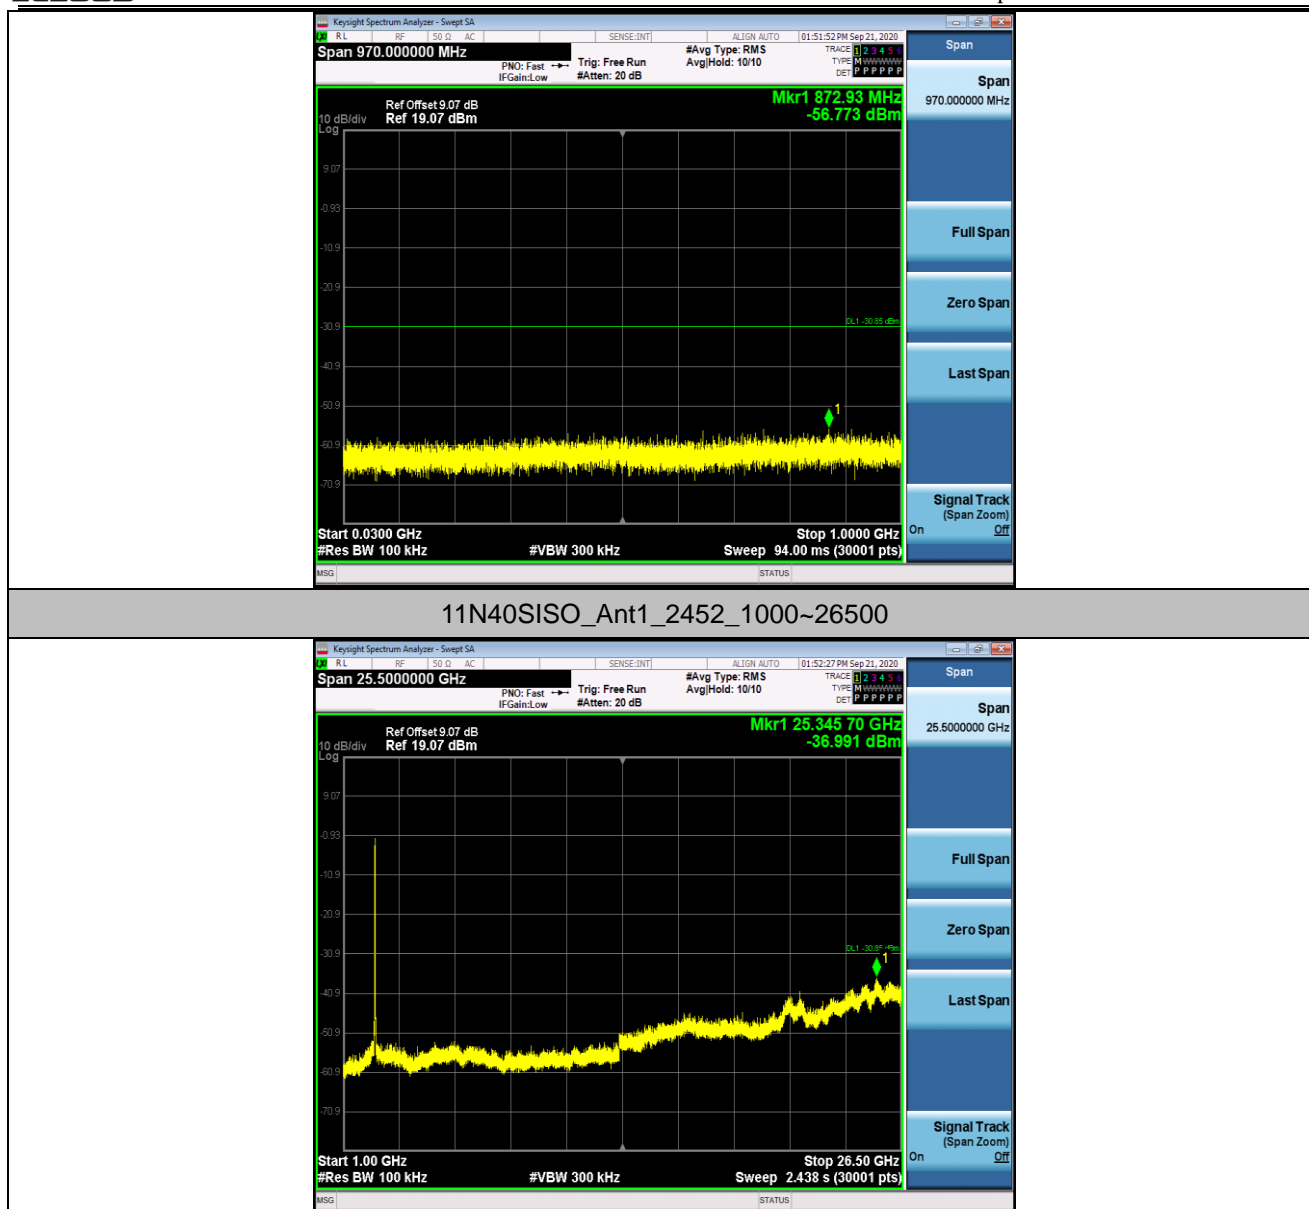 Keysight Spectrum Analyzer - Swept SA
RL RF 50 Ω AC SENSE:INT ALIGN AUTO 01:51:52 PM Sep 21, 2020
Span 970.000000 MHz
PNO: Fast
IFGain:Low
Trig: Free Run
#Atten: 20 dB
#Avg Type: RMS
Avg|Hold: 10/10
TRACE 1 2 3 4 5 6
TYPE M WWWWW
DET P P P P P P
Ref Offset 9.07 dB
10 dB/div Ref 19.07 dBm
Log
Mkr1 872.93 MHz
-56.773 dBm
9.07
-0.93
-10.9
-20.9
-30.9
DL1 -30.85 dBm
-40.9
-50.9
1
-60.9
-70.9
Start 0.0300 GHz Stop 1.0000 GHz
#Res BW 100 kHz #VBW 300 kHz Sweep 94.00 ms (30001 pts)
MSG STATUS
Span
Span
970.000000 MHz
Full Span
Zero Span
Last Span
Signal Track
(Span Zoom)
On Off
11N40SISO_Ant1_2452_1000~26500
Keysight Spectrum Analyzer - Swept SA
RL RF 50 Ω AC SENSE:INT ALIGN AUTO 01:52:27 PM Sep 21, 2020
Span 25.5000000 GHz
PNO: Fast
IFGain:Low
Trig: Free Run
#Atten: 20 dB
#Avg Type: RMS
Avg|Hold: 10/10
TRACE 1 2 3 4 5 6
TYPE M WWWWW
DET P P P P P P
Ref Offset 9.07 dB
10 dB/div Ref 19.07 dBm
Log
Mkr1 25.345 70 GHz
-36.991 dBm
9.07
-0.93
-10.9
-20.9
-30.9
DL1 -30.85 dBm
1
-40.9
-50.9
-60.9
-70.9
Start 1.00 GHz Stop 26.50 GHz
#Res BW 100 kHz #VBW 300 kHz Sweep 2.438 s (30001 pts)
MSG STATUS
Span
Span
25.5000000 GHz
Full Span
Zero Span
Last Span
Signal Track
(Span Zoom)
On Off